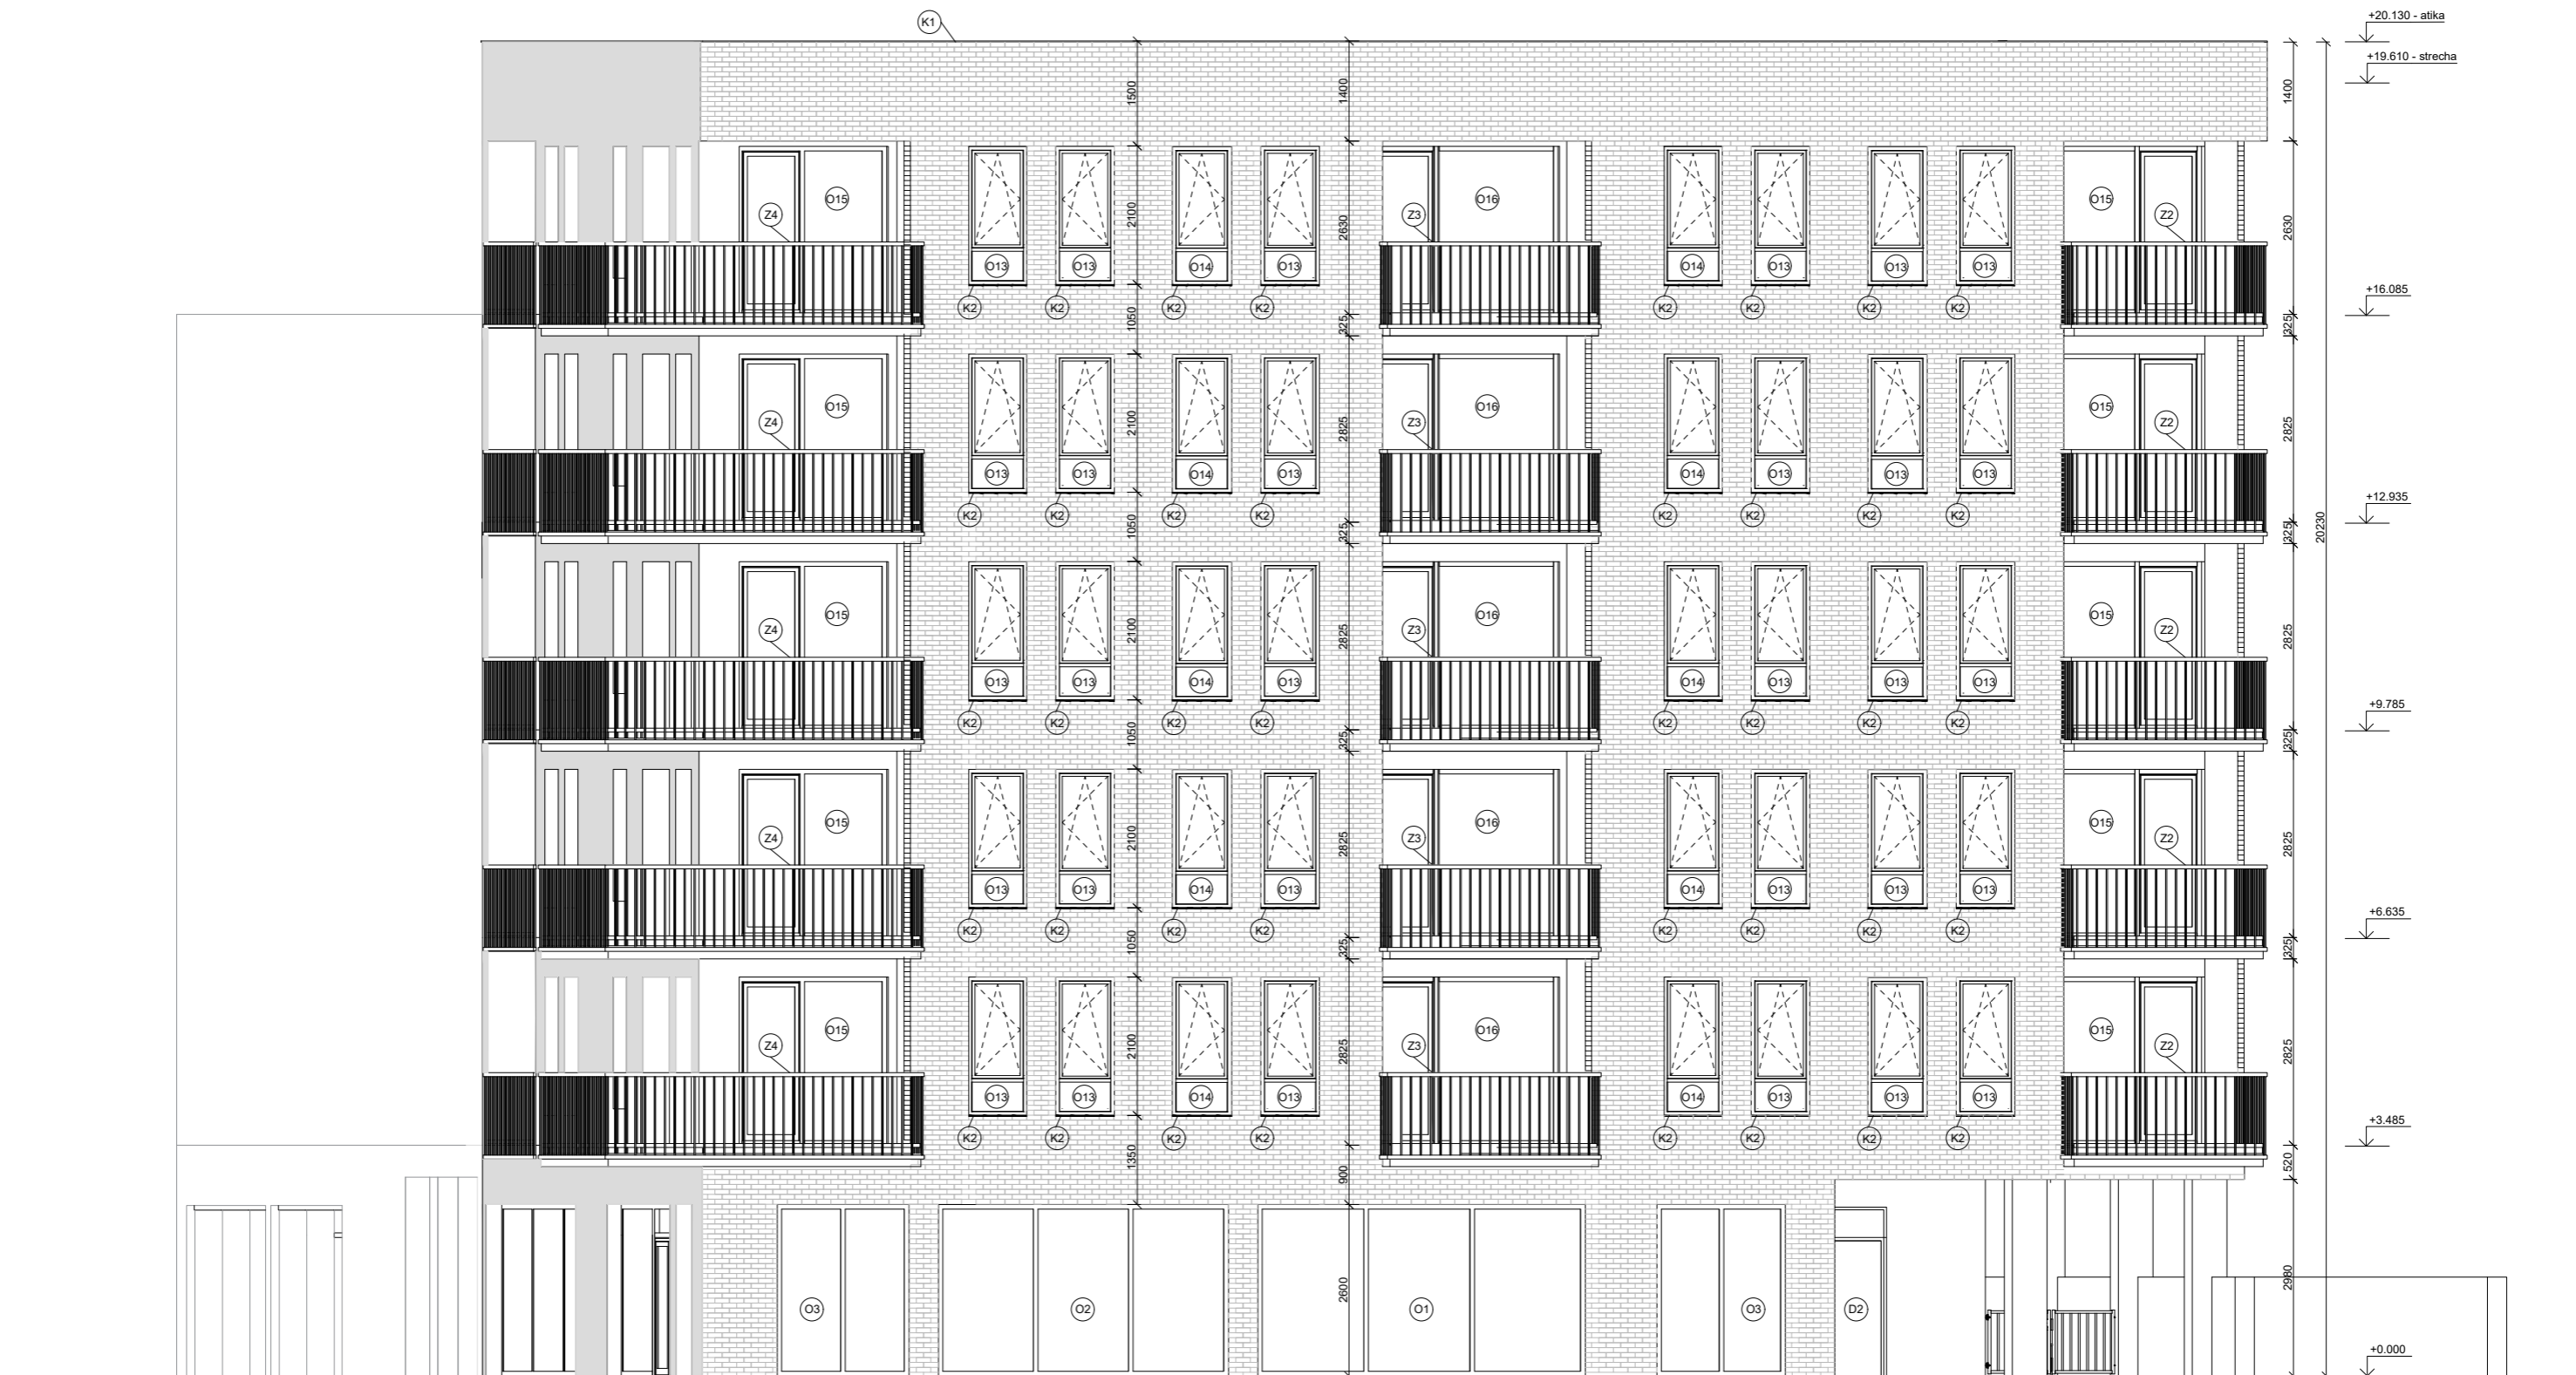 K1
+20.130 - atika
+19.610 - strecha
1500
1400
1400
Z4
O15
2100
2630
Z3
O16
O15
Z2
2630
O13
O13
O14
O13
O14
O13
O13
O13
K2
K2
K2
K2
K2
K2
K2
K2
+16.085
1050
325
325
Z4
O15
2100
2825
Z3
O16
O15
Z2
2825
O13
O13
O14
O13
O14
O13
O13
O13
K2
K2
K2
K2
K2
K2
K2
K2
+12.935
1050
325
325
20230
Z4
O15
2100
2825
Z3
O16
O15
Z2
2825
O13
O13
O14
O13
O14
O13
O13
O13
K2
K2
K2
K2
K2
K2
K2
K2
+9.785
1050
325
325
Z4
O15
2100
2825
Z3
O16
O15
Z2
2825
O13
O13
O14
O13
O14
O13
O13
O13
K2
K2
K2
K2
K2
K2
K2
K2
+6.635
1050
325
325
Z4
O15
2100
2825
Z3
O16
O15
Z2
2825
O13
O13
O14
O13
O14
O13
O13
O13
K2
K2
K2
K2
K2
K2
K2
K2
+3.485
1350
900
520
2600
2980
O3
O2
O1
O3
D2
+0.000